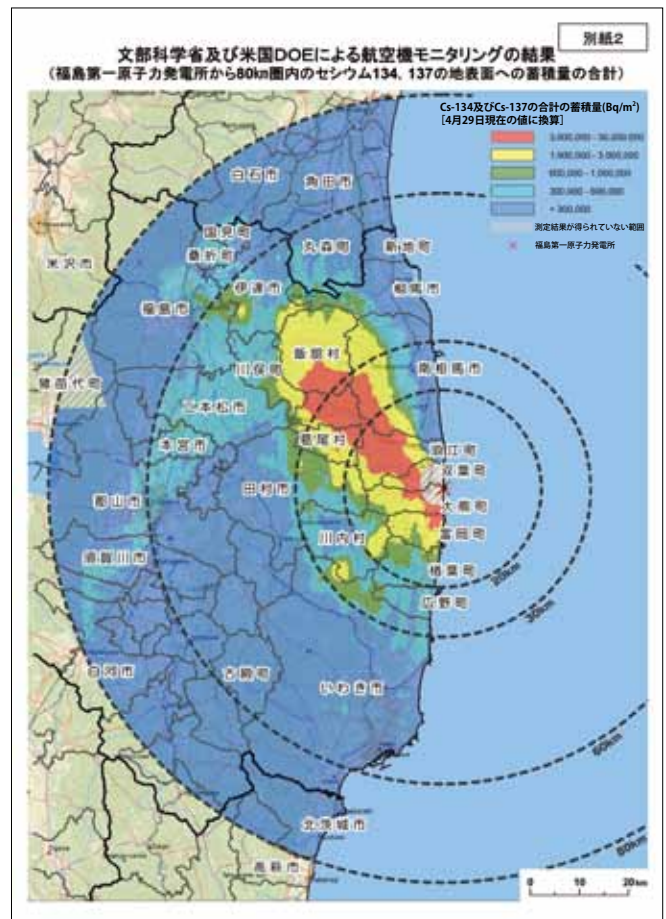 別紙2
文部科学省及び米国DOEによる航空機モニタリングの結果
(福島第一原子力発電所から80km圏内のセシウム134, 137の地表面への蓄積量の合計)
Cs-134及びCs-137の合計の蓄積量(Bq/m²)
[4月29日現在の値に換算]
3,000,000 - 30,000,000
1,000,000 - 3,000,000
600,000 - 1,000,000
300,000 - 600,000
測定結果が得られていない範囲
福島第一原子力発電所
白石市
角田市
国見町
桑折町
丸森町
新地町
米沢市
伊達市
相馬市
福島市
飯舘村
川俣町
南相馬市
猪苗代町
二本松市
葛尾村
本宮市
浪江町
双葉町
田村市
郡山市
大熊町
川内村
富岡町
須賀川市
楢葉町
広野町
20km
30km
白河市
古殿町
いわき市
60km
80km
北茨城市
高萩市
0 10 20km